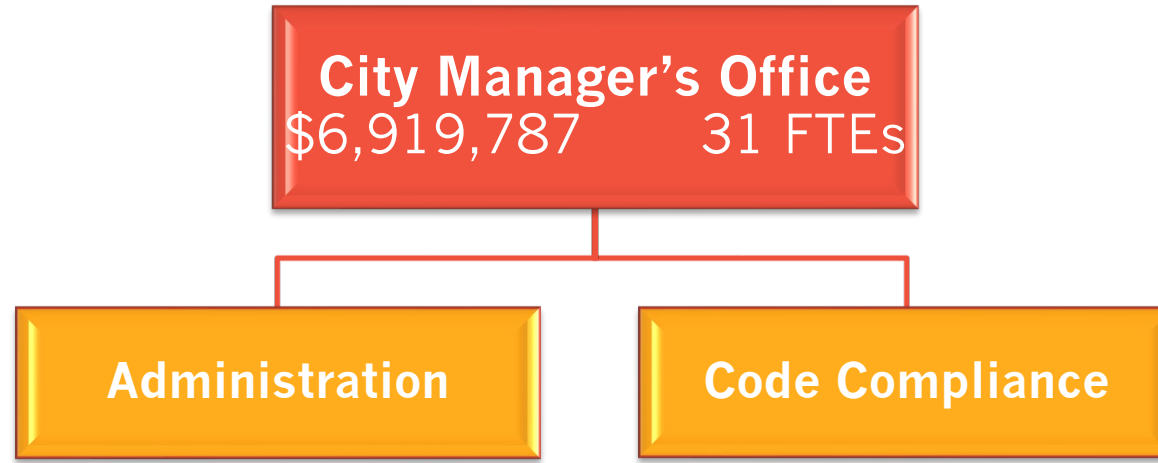 City Manager’s Office
$6,919,787 31 FTEs
Administration
Code Compliance